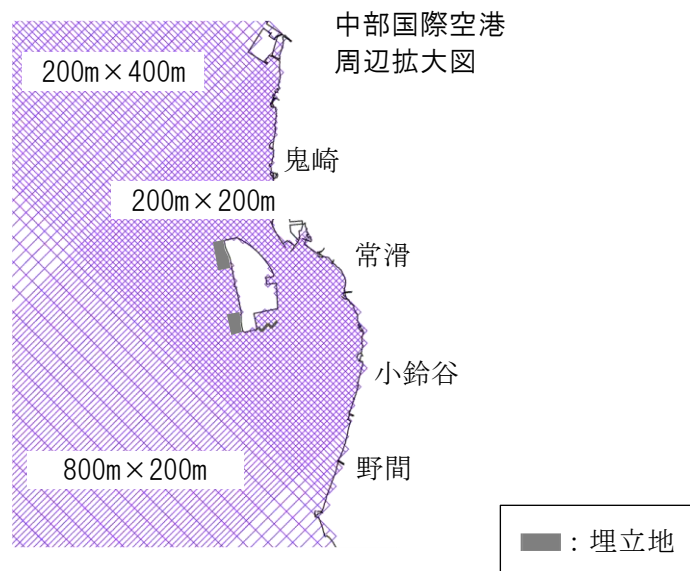 中部国際空港
周辺拡大図
200m×400m
鬼崎
200m×200m
常滑
小鈴谷
800m×200m
野間
：埋立地